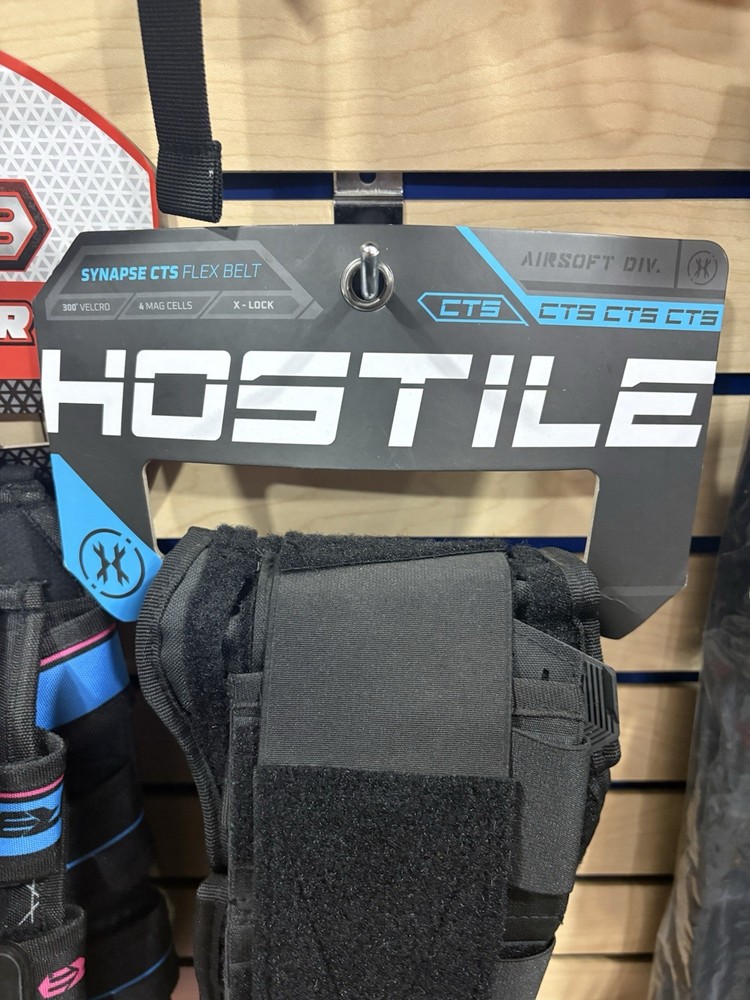 SYNAPSE CTS FLEX BELT
300° VELCRO
4 MAG CELLS
X-LOCK
AIRSOFT DIV.
CTS
CTS CTS CTS
HOSTILE